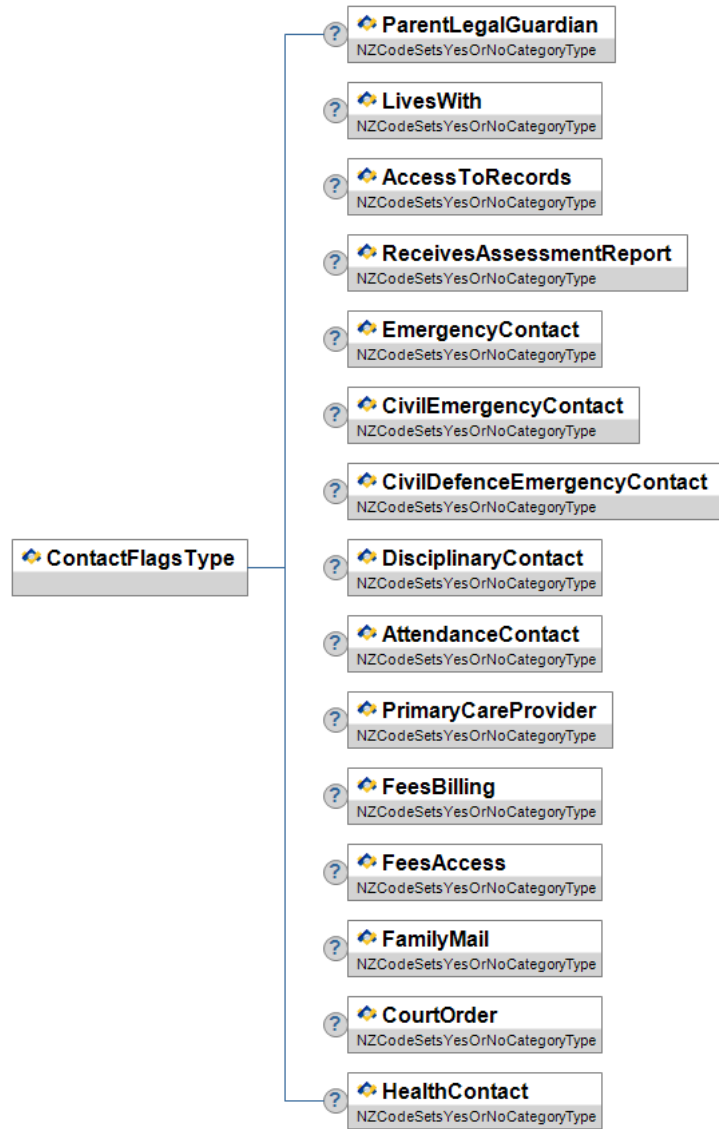 ?
ParentLegalGuardian
NZCodeSetsYesOrNoCategoryType
?
LivesWith
NZCodeSetsYesOrNoCategoryType
?
AccessToRecords
NZCodeSetsYesOrNoCategoryType
?
ReceivesAssessmentReport
NZCodeSetsYesOrNoCategoryType
?
EmergencyContact
NZCodeSetsYesOrNoCategoryType
?
CivilEmergencyContact
NZCodeSetsYesOrNoCategoryType
?
CivilDefenceEmergencyContact
NZCodeSetsYesOrNoCategoryType
ContactFlagsType
?
DisciplinaryContact
NZCodeSetsYesOrNoCategoryType
?
AttendanceContact
NZCodeSetsYesOrNoCategoryType
?
PrimaryCareProvider
NZCodeSetsYesOrNoCategoryType
?
FeesBilling
NZCodeSetsYesOrNoCategoryType
?
FeesAccess
NZCodeSetsYesOrNoCategoryType
?
FamilyMail
NZCodeSetsYesOrNoCategoryType
?
CourtOrder
NZCodeSetsYesOrNoCategoryType
?
HealthContact
NZCodeSetsYesOrNoCategoryType